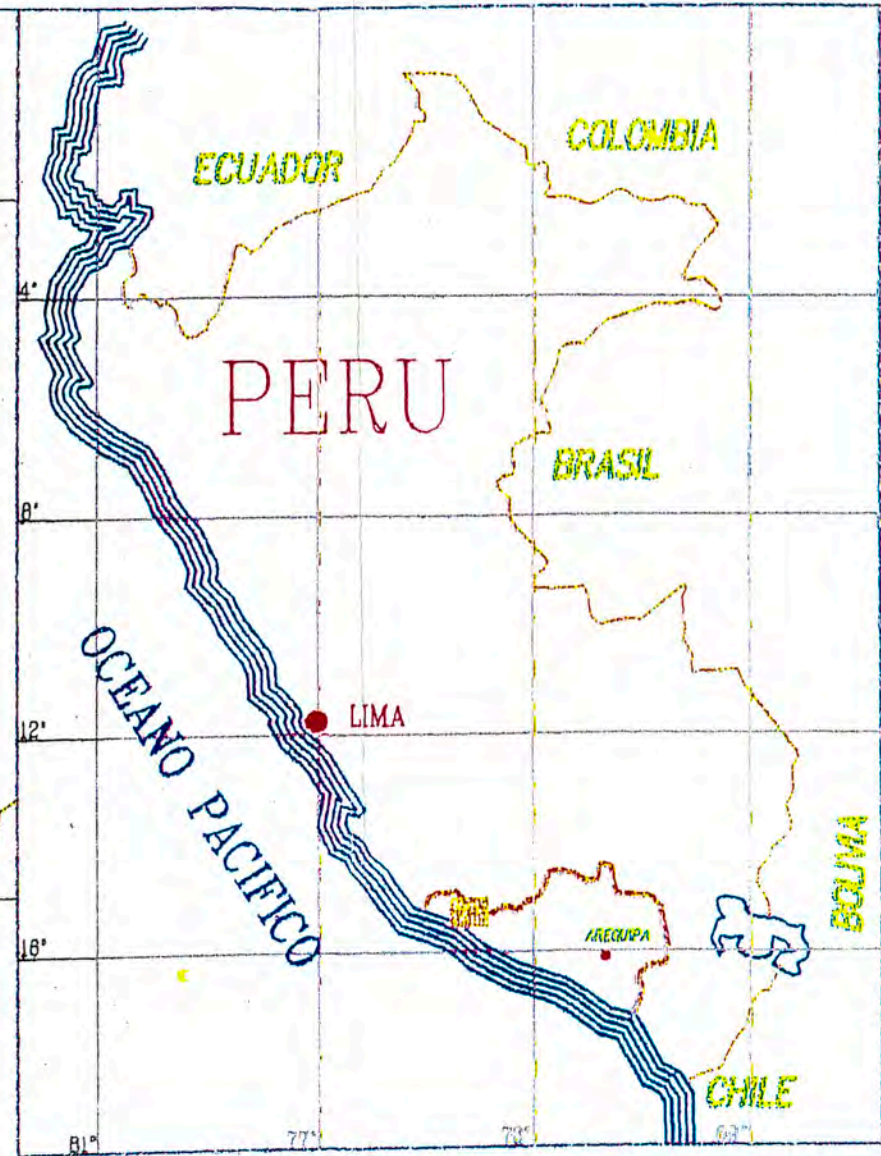 ECUADOR
COLOMBIA
4°
PERU
BRASIL
8°
OCEANO PACIFICO
LIMA
12°
BOLIVIA
AREQUIPA
16°
CHILE
81°
77°